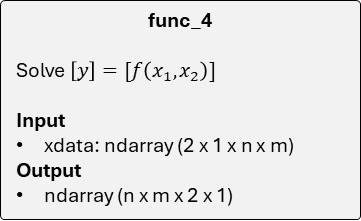 func_4
Solve [y] = [f(x₁,x₂)]
Input
• xdata: ndarray (2 x 1 x n x m)
Output
• ndarray (n x m x 2 x 1)